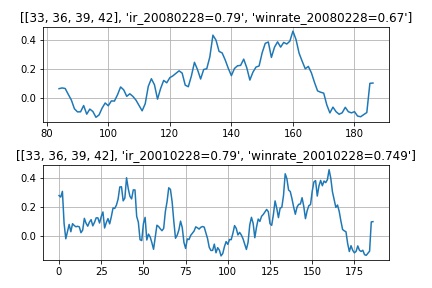 [[33, 36, 39, 42], 'ir_20080228=0.79', 'winrate_20080228=0.67']
0.4
0.2
0.0
80 100 120 140 160 180
[[33, 36, 39, 42], 'ir_20010228=0.79', 'winrate_20010228=0.749']
0.4
0.2
0.0
0 25 50 75 100 125 150 175